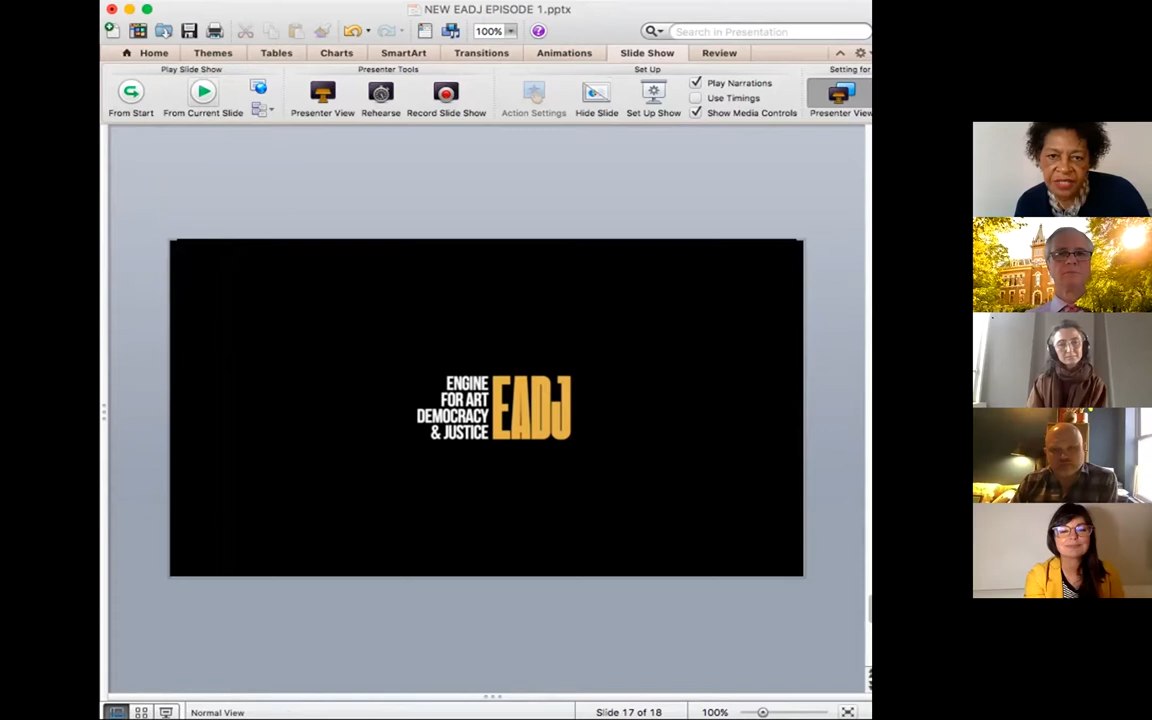 NEW EADJ EPISODE 1.pptx
100%
Search in Presentation
Home Themes Tables Charts SmartArt Transitions Animations Slide Show Review
Play Slide Show Presenter Tools Set Up Setting for
From Start From Current Slide Presenter View Rehearse Record Slide Show Action Settings Hide Slide Set Up Show Presenter View
Play Narrations
Use Timings
Show Media Controls
ENGINE
FOR ART
DEMOCRACY
& JUSTICE
EADJ
Normal View Slide 17 of 18 100%